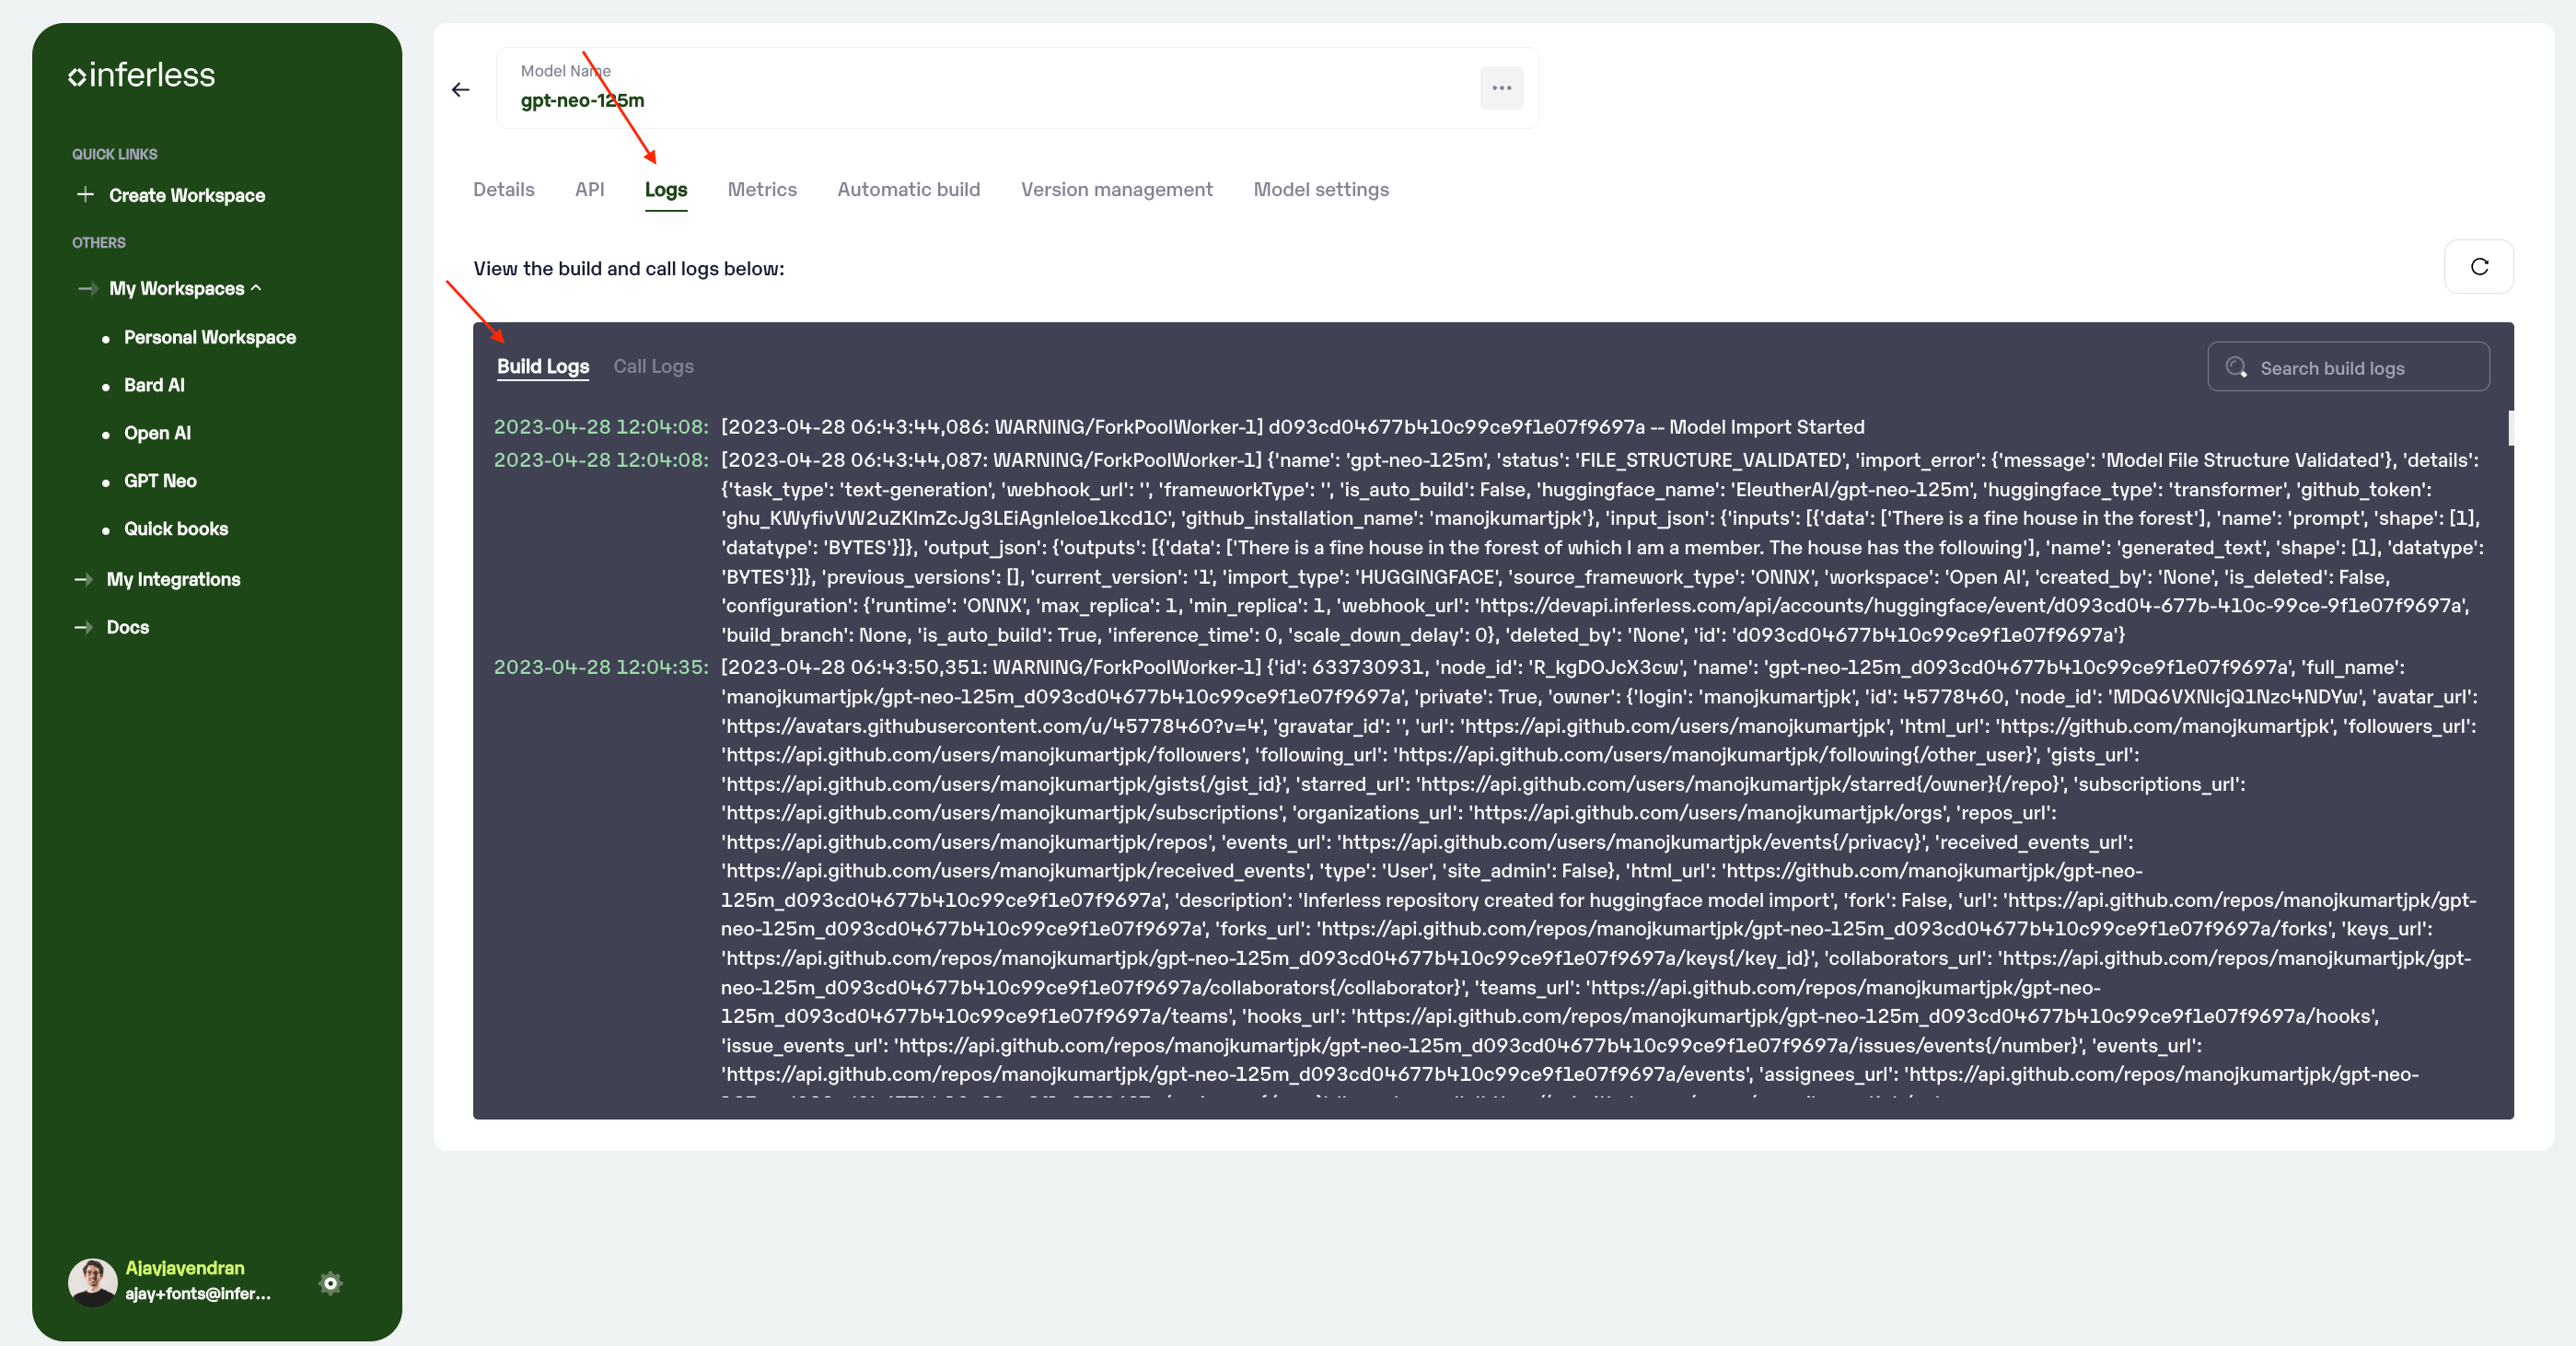 inferless
QUICK LINKS
Create Workspace
OTHERS
My Workspaces
Personal Workspace
Bard AI
Open AI
GPT Neo
Quick books
My Integrations
Docs
Ajayjayendran
ajay+fonts@infer...
Model Name
gpt-neo-125m
Details API Logs Metrics Automatic build Version management Model settings
View the build and call logs below:
Build Logs Call Logs Search build logs
2023-04-28 12:04:08: [2023-04-28 06:43:44,086: WARNING/ForkPoolWorker-1] d093cd04677b410c99ce9f1e07f9697a -- Model Import Started
2023-04-28 12:04:08: [2023-04-28 06:43:44,087: WARNING/ForkPoolWorker-1] {'name': 'gpt-neo-125m', 'status': 'FILE_STRUCTURE_VALIDATED', 'import_error': {'message': 'Model File Structure Validated'}, 'details':
{'task_type': 'text-generation', 'webhook_url': '', 'frameworkType': '', 'is_auto_build': False, 'huggingface_name': 'EleutherAI/gpt-neo-125m', 'huggingface_type': 'transformer', 'github_token':
'github_installation_name': 'manojkumartjpk'}, 'input_json': {'inputs': [{'data': ['There is a fine house in the forest'], 'name': 'prompt', 'shape': [1],
'datatype': 'BYTES'}]}, 'output_json': {'outputs': [{'data': ['There is a fine house in the forest of which I am a member. The house has the following'], 'name': 'generated_text', 'shape': [1], 'datatype':
'BYTES'}]}, 'previous_versions': [], 'current_version': '1', 'import_type': 'HUGGINGFACE', 'source_framework_type': 'ONNX', 'workspace': 'Open AI', 'created_by': 'None', 'is_deleted': False,
'configuration': {'runtime': 'ONNX', 'max_replica': 1, 'min_replica': 1, 'webhook_url': 'https://devapi.inferless.com/api/accounts/huggingface/event/d093cd04-677b-410c-99ce-9f1e07f9697a',
'build_branch': None, 'is_auto_build': True, 'inference_time': 0, 'scale_down_delay': 0}, 'deleted_by': 'None', 'id': 'd093cd04677b410c99ce9f1e07f9697a'}
2023-04-28 12:04:35: [2023-04-28 06:43:50,351: WARNING/ForkPoolWorker-1] {'id': 633730931, 'node_id': 'R_kgDOJcX3cw', 'name': 'gpt-neo-125m_d093cd04677b410c99ce9f1e07f9697a', 'full_name':
'manojkumartjpk/gpt-neo-125m_d093cd04677b410c99ce9f1e07f9697a', 'private': True, 'owner': {'login': 'manojkumartjpk', 'id': 45778460, 'node_id': 'MDQ6VXNlcjQ1Nzc4NDYw', 'avatar_url':
'https://avatars.githubusercontent.com/u/45778460?v=4', 'gravatar_id': '', 'url': 'https://api.github.com/users/manojkumartjpk', 'html_url': 'https://github.com/manojkumartjpk', 'followers_url':
'https://api.github.com/users/manojkumartjpk/followers', 'following_url': 'https://api.github.com/users/manojkumartjpk/following{/other_user}', 'gists_url':
'https://api.github.com/users/manojkumartjpk/gists{/gist_id}', 'starred_url': 'https://api.github.com/users/manojkumartjpk/starred{/owner}{/repo}', 'subscriptions_url':
'https://api.github.com/users/manojkumartjpk/subscriptions', 'organizations_url': 'https://api.github.com/users/manojkumartjpk/orgs', 'repos_url':
'https://api.github.com/users/manojkumartjpk/repos', 'events_url': 'https://api.github.com/users/manojkumartjpk/events{/privacy}', 'received_events_url':
'https://api.github.com/users/manojkumartjpk/received_events', 'type': 'User', 'site_admin': False}, 'html_url': 'https://github.com/manojkumartjpk/gpt-neo-
125m_d093cd04677b410c99ce9f1e07f9697a', 'description': 'Inferless repository created for huggingface model import', 'fork': False, 'url': 'https://api.github.com/repos/manojkumartjpk/gpt-
neo-125m_d093cd04677b410c99ce9f1e07f9697a', 'forks_url': 'https://api.github.com/repos/manojkumartjpk/gpt-neo-125m_d093cd04677b410c99ce9f1e07f9697a/forks', 'keys_url':
'https://api.github.com/repos/manojkumartjpk/gpt-neo-125m_d093cd04677b410c99ce9f1e07f9697a/keys{/key_id}', 'collaborators_url': 'https://api.github.com/repos/manojkumartjpk/gpt-
neo-125m_d093cd04677b410c99ce9f1e07f9697a/collaborators{/collaborator}', 'teams_url': 'https://api.github.com/repos/manojkumartjpk/gpt-neo-
125m_d093cd04677b410c99ce9f1e07f9697a/teams', 'hooks_url': 'https://api.github.com/repos/manojkumartjpk/gpt-neo-125m_d093cd04677b410c99ce9f1e07f9697a/hooks',
'issue_events_url': 'https://api.github.com/repos/manojkumartjpk/gpt-neo-125m_d093cd04677b410c99ce9f1e07f9697a/issues/events{/number}', 'events_url':
'https://api.github.com/repos/manojkumartjpk/gpt-neo-125m_d093cd04677b410c99ce9f1e07f9697a/events', 'assignees_url': 'https://api.github.com/repos/manojkumartjpk/gpt-neo-